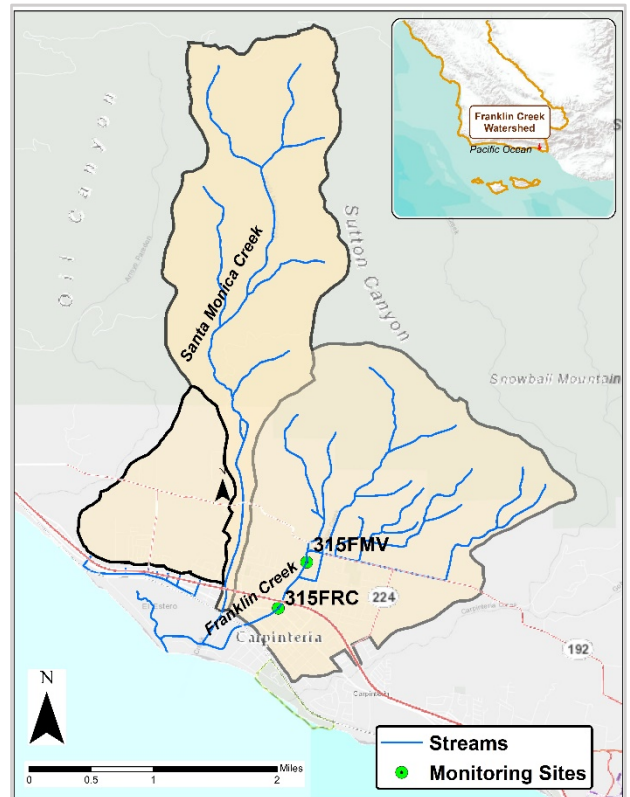 Franklin Creek
Watershed
Pacific Ocean
S
Oil Canyon
Santa Monica Creek
Sutton Canyon
Snowball Mountain
N
315FMV
Franklin Creek
315FRC
224
192
El Estero
Carpinteria
Carpinteria
N
Miles
0 0.5 1 2
Streams
Monitoring Sites